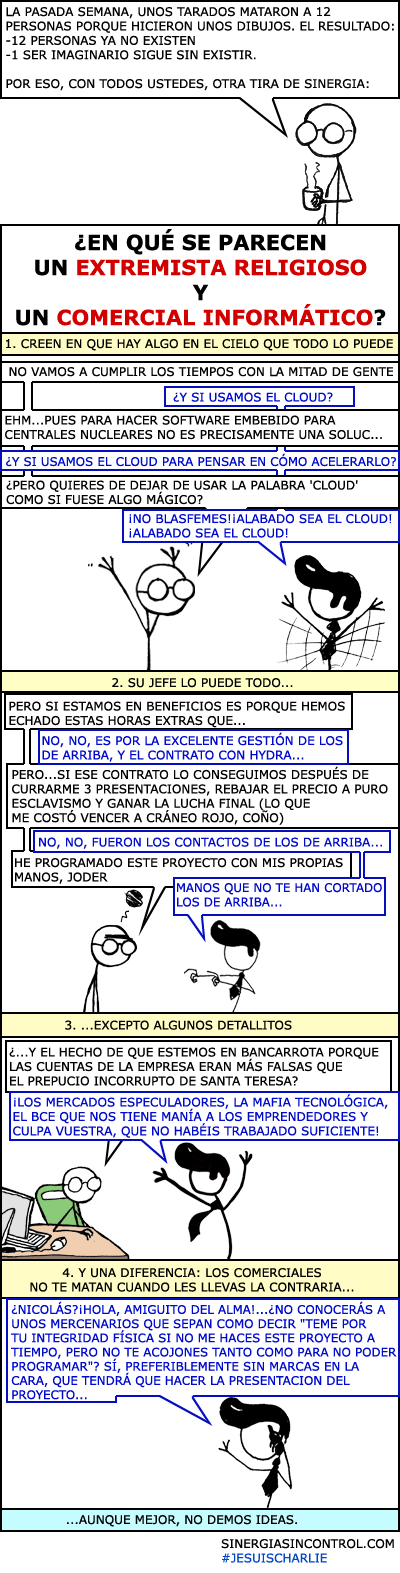 LA PASADA SEMANA, UNOS TARADOS MATARON A 12
PERSONAS PORQUE HICIERON UNOS DIBUJOS. EL RESULTADO:
-12 PERSONAS YA NO EXISTEN
-1 SER IMAGINARIO SIGUE SIN EXISTIR.
POR ESO, CON TODOS USTEDES, OTRA TIRA DE SINERGIA:
¿EN QUÉ SE PARECEN
UN EXTREMISTA RELIGIOSO
Y
UN COMERCIAL INFORMÁTICO?
1. CREEN EN QUE HAY ALGO EN EL CIELO QUE TODO LO PUEDE
NO VAMOS A CUMPLIR LOS TIEMPOS CON LA MITAD DE GENTE
¿Y SI USAMOS EL CLOUD?
EHM...PUES PARA HACER SOFTWARE EMBEBIDO PARA
CENTRALES NUCLEARES NO ES PRECISAMENTE UNA SOLUC...
¿Y SI USAMOS EL CLOUD PARA PENSAR EN CÓMO ACELERARLO?
¿PERO QUIERES DE DEJAR DE USAR LA PALABRA 'CLOUD'
COMO SI FUESE ALGO MÁGICO?
¡NO BLASFEMES!¡ALABADO SEA EL CLOUD!
¡ALABADO SEA EL CLOUD!
2. SU JEFE LO PUEDE TODO...
PERO SI ESTAMOS EN BENEFICIOS ES PORQUE HEMOS
ECHADO ESTAS HORAS EXTRAS QUE...
NO, NO, ES POR LA EXCELENTE GESTIÓN DE LOS
DE ARRIBA, Y EL CONTRATO CON HYDRA...
PERO...SI ESE CONTRATO LO CONSEGUIMOS DESPUÉS DE
CURRARME 3 PRESENTACIONES, REBAJAR EL PRECIO A PURO
ESCLAVISMO Y GANAR LA LUCHA FINAL (LO QUE
ME COSTÓ VENCER A CRÁNEO ROJO, COÑO)
NO, NO, FUERON LOS CONTACTOS DE LOS DE ARRIBA...
HE PROGRAMADO ESTE PROYECTO CON MIS PROPIAS
MANOS, JODER
MANOS QUE NO TE HAN CORTADO
LOS DE ARRIBA...
3. ...EXCEPTO ALGUNOS DETALLITOS
¿...Y EL HECHO DE QUE ESTEMOS EN BANCARROTA PORQUE
LAS CUENTAS DE LA EMPRESA ERAN MÁS FALSAS QUE
EL PREPUCIO INCORRUPTO DE SANTA TERESA?
¡LOS MERCADOS ESPECULADORES, LA MAFIA TECNOLÓGICA,
EL BCE QUE NOS TIENE MANÍA A LOS EMPRENDEDORES Y
CULPA VUESTRA, QUE NO HABÉIS TRABAJADO SUFICIENTE!
4. Y UNA DIFERENCIA: LOS COMERCIALES
NO TE MATAN CUANDO LES LLEVAS LA CONTRARIA...
¿NICOLÁS?¡HOLA, AMIGUITO DEL ALMA!...¿NO CONOCERÁS A
UNOS MERCENARIOS QUE SEPAN COMO DECIR "TEME POR
TU INTEGRIDAD FÍSICA SI NO ME HACES ESTE PROYECTO A
TIEMPO, PERO NO TE ACOJONES TANTO COMO PARA NO PODER
PROGRAMAR"? SÍ, PREFERIBLEMENTE SIN MARCAS EN LA
CARA, QUE TENDRÁ QUE HACER LA PRESENTACION DEL
PROYECTO...
...AUNQUE MEJOR, NO DEMOS IDEAS.
SINERGIASINCONTROL.COM
#JESUISCHARLIE